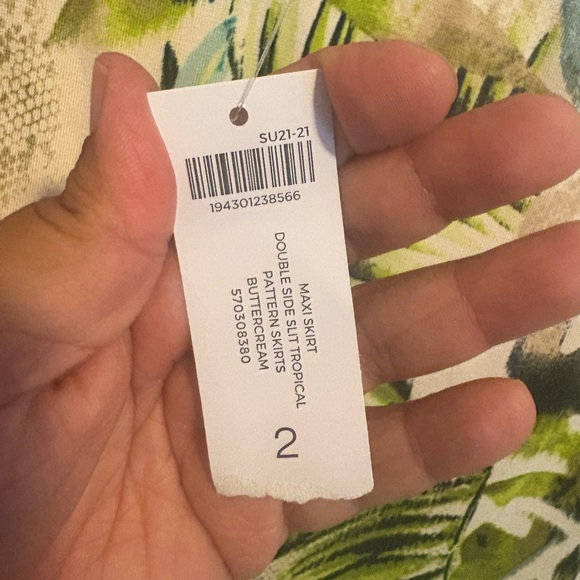 SU21-21
194301238566
MAXI SKIRT
DOUBLE SIDE SLIT TROPICAL
PATTERN SKIRTS
BUTTERCREAM
570308380
2